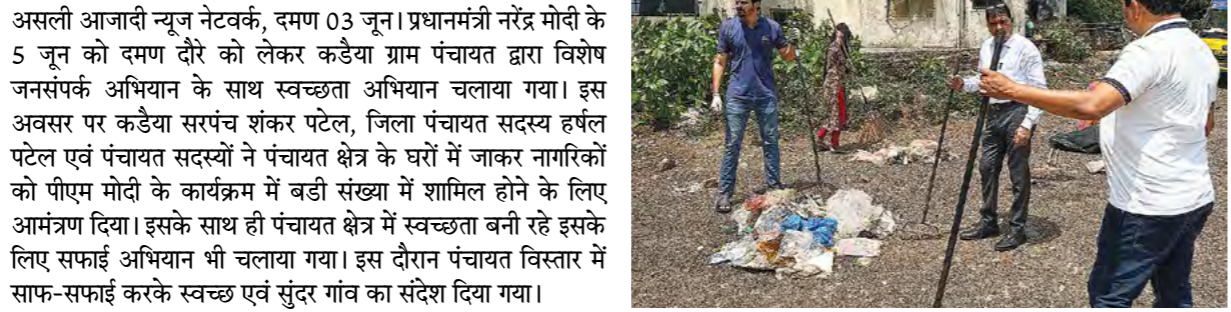 असली आजादी न्यूज नेटवर्क, दमण 03 जून। प्रधानमंत्री नरेंद्र मोदी के
5 जून को दमण दौरे को लेकर कडैया ग्राम पंचायत द्वारा विशेष
जनसंपर्क अभियान के साथ स्वच्छता अभियान चलाया गया। इस
अवसर पर कडैया सरपंच शंकर पटेल, जिला पंचायत सदस्य हर्षल
पटेल एवं पंचायत सदस्यों ने पंचायत क्षेत्र के घरों में जाकर नागरिकों
को पीएम मोदी के कार्यक्रम में बडी संख्या में शामिल होने के लिए
आमंत्रण दिया। इसके साथ ही पंचायत क्षेत्र में स्वच्छता बनी रहे इसके
लिए सफाई अभियान भी चलाया गया। इस दौरान पंचायत विस्तार में
साफ-सफाई करके स्वच्छ एवं सुंदर गांव का संदेश दिया गया।